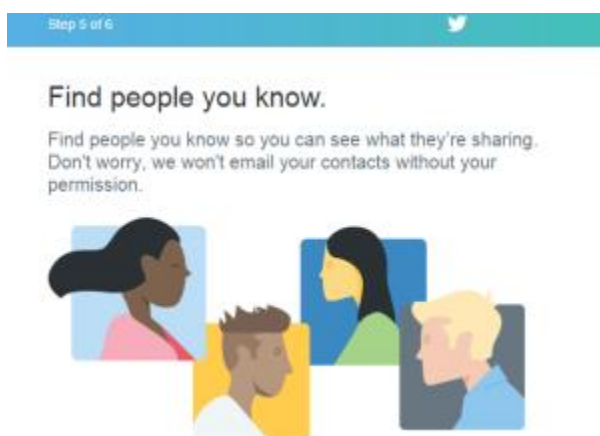 Step 5 of 6
Find people you know.
Find people you know so you can see what they're sharing.
Don't worry, we won't email your contacts without your
permission.